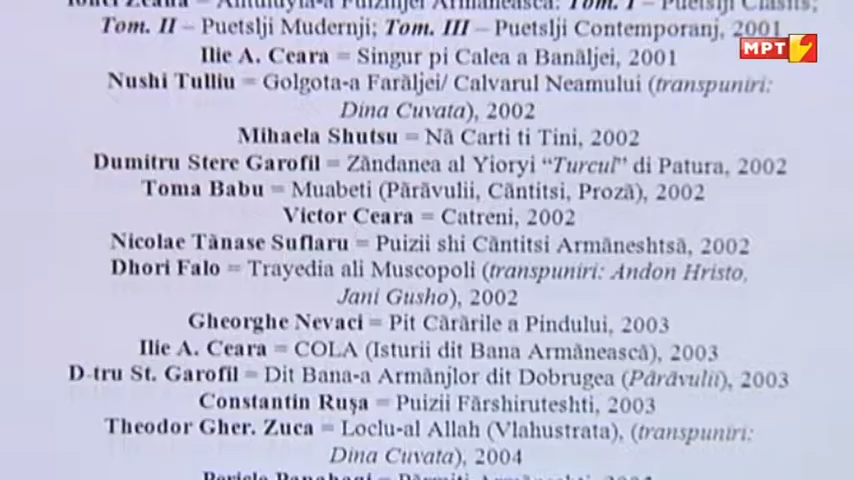 Tom. I – Puetslji Clasits;
Tom. II – Puetslji Mudernji; Tom. III – Puetslji Contemporanj, 2001
МРТ 2
Ilie A. Ceara = Singur pi Calea a Banãljei, 2001
Nushi Tulliu = Golgota-a Farãljei/ Calvarul Neamului (transpuniri:
Dina Cuvata), 2002
Mihaela Shutsu = Nã Carti ti Tini, 2002
Dumitru Stere Garofil = Zãndanea al Yioryi “Turcul” di Patura, 2002
Toma Babu = Muabeti (Pãrãvulii, Cãntitsi, Prozã), 2002
Victor Ceara = Catreni, 2002
Nicolae Tãnase Suflaru = Puizii shi Cãntitsi Armãneshtsã, 2002
Dhori Falo = Trayedia ali Muscopoli (transpuniri: Andon Hristo,
Jani Gusho), 2002
Gheorghe Nevaci = Pit Cãrãrile a Pindului, 2003
Ilie A. Ceara = COLA (Isturii dit Bana Armãneascã), 2003
D-tru St. Garofil = Dit Bana-a Armãnjlor dit Dobrugea (Pãrãvulii), 2003
Constantin Ruşa = Puizii Fãrshiruteshti, 2003
Theodor Gher. Zuca = Loclu-al Allah (Vlahustrata), (transpuniri:
Dina Cuvata), 2004